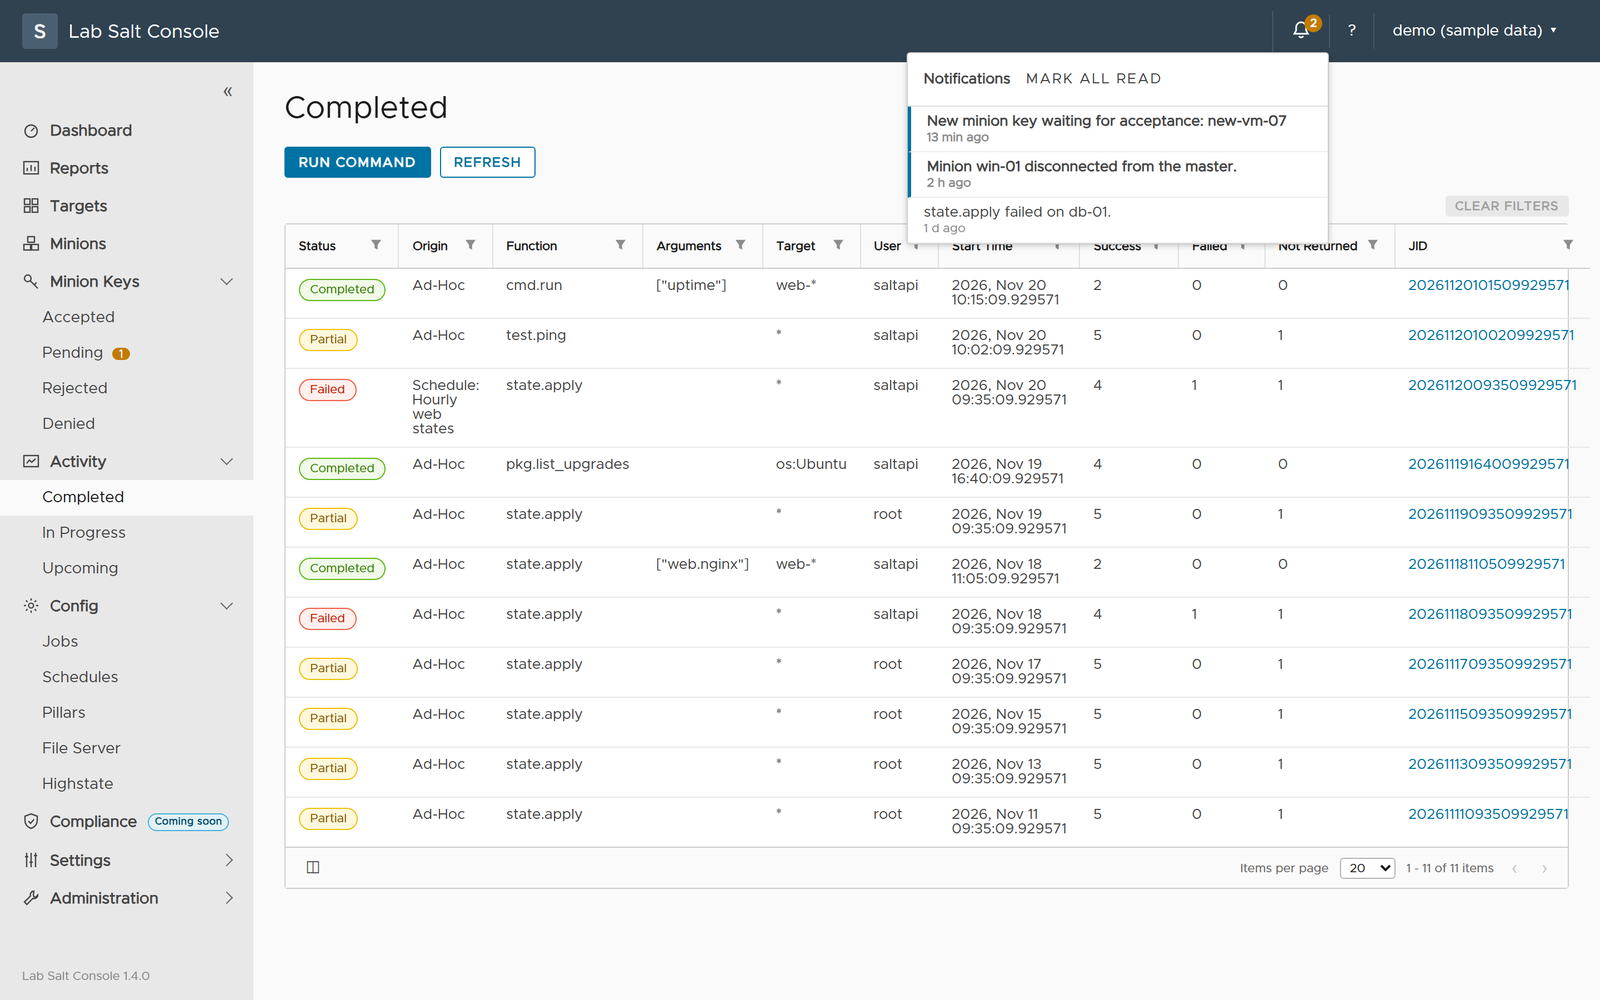 S Lab Salt Console
2 ? demo (sample data)
Notifications MARK ALL READ
New minion key waiting for acceptance: new-vm-07
13 min ago
Minion win-01 disconnected from the master.
2 h ago
state.apply failed on db-01.
1 d ago
Dashboard
Reports
Targets
Minions
Minion Keys
Accepted
Pending 1
Rejected
Denied
Activity
Completed
In Progress
Upcoming
Config
Jobs
Schedules
Pillars
File Server
Highstate
Compliance Coming soon
Settings
Administration
Lab Salt Console 1.4.0
Completed
RUN COMMAND REFRESH
CLEAR FILTERS
Status Origin Function Arguments Target User Start Time Success Failed Not Returned JID
Completed Ad-Hoc cmd.run ["uptime"] web-* saltapi 2026, Nov 20 2 0 0 20261120101509929571
10:15:09.929571
Partial Ad-Hoc test.ping * saltapi 2026, Nov 20 5 0 1 20261120100209929571
10:02:09.929571
Failed Schedule: state.apply * saltapi 2026, Nov 20 4 1 1 20261120093509929571
Hourly 09:35:09.929571
web
states
Completed Ad-Hoc pkg.list_upgrades os:Ubuntu saltapi 2026, Nov 19 4 0 0 20261119164009929571
16:40:09.929571
Partial Ad-Hoc state.apply * root 2026, Nov 19 5 0 1 20261119093509929571
09:35:09.929571
Completed Ad-Hoc state.apply ["web.nginx"] web-* saltapi 2026, Nov 18 2 0 0 20261118110509929571
11:05:09.929571
Failed Ad-Hoc state.apply * saltapi 2026, Nov 18 4 1 1 20261118093509929571
09:35:09.929571
Partial Ad-Hoc state.apply * root 2026, Nov 17 5 0 1 20261117093509929571
09:35:09.929571
Partial Ad-Hoc state.apply * root 2026, Nov 15 5 0 1 20261115093509929571
09:35:09.929571
Partial Ad-Hoc state.apply * root 2026, Nov 13 5 0 1 20261113093509929571
09:35:09.929571
Partial Ad-Hoc state.apply * root 2026, Nov 11 5 0 1 20261111093509929571
09:35:09.929571
Items per page 20 1 - 11 of 11 items